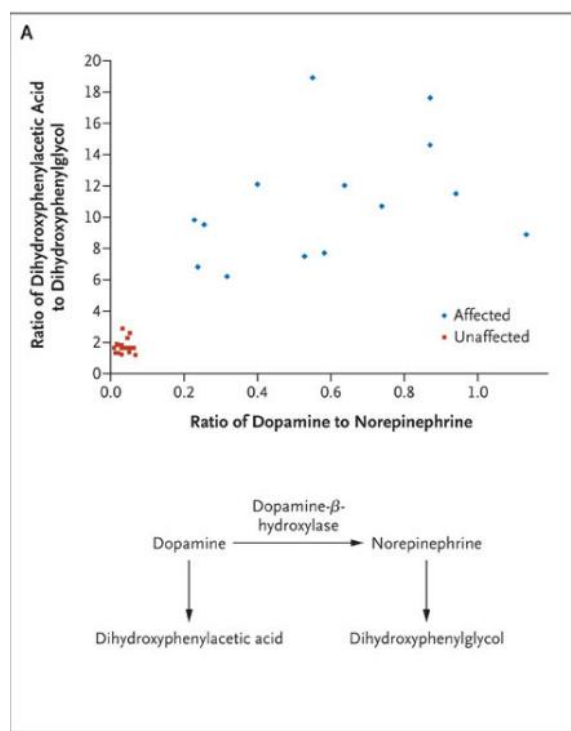 A
Ratio of Dihydroxyphenylacetic Acid
to Dihydroxyphenylglycol
20
18
16
14
12
10
8
6
4
2
0
Affected
Unaffected
0.0
0.2
0.4
0.6
0.8
1.0
Ratio of Dopamine to Norepinephrine
Dopamine-β-
hydroxylase
Dopamine
Norepinephrine
Dihydroxyphenylacetic acid
Dihydroxyphenylglycol